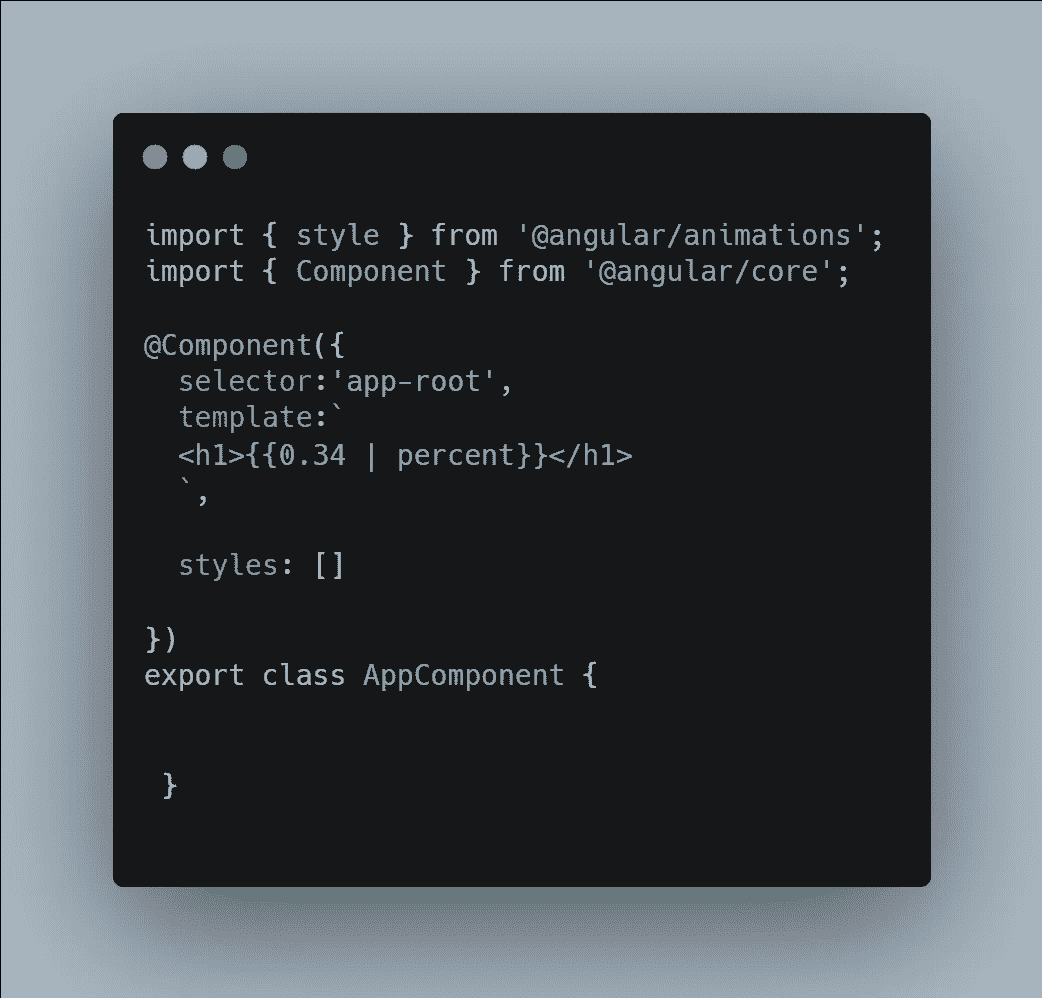 import { style } from '@angular/animations';
import { Component } from '@angular/core';
@Component({
  selector:'app-root',
  template:`
  <h1>{{0.34 | percent}}</h1>
  `,
  styles: []
})
export class AppComponent {
 }